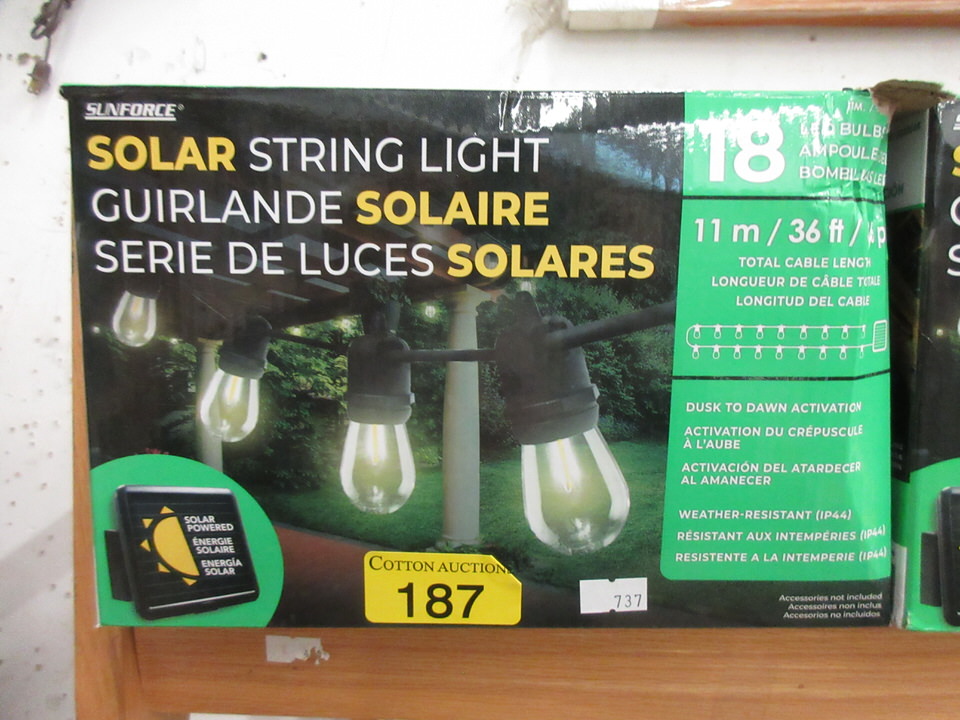 SUNFORCE®
SOLAR STRING LIGHT
GUIRLANDE SOLAIRE
SERIE DE LUCES SOLARES
18
LED BULBS
AMPOULE
11 m / 36 ft /
TOTAL CABLE LENGTH
LONGUEUR DE CÂBLE TOTALE
LONGITUD DEL CABLE
DUSK TO DAWN ACTIVATION
ACTIVATION DU CRÉPUSCULE
À L'AUBE
ACTIVACIÓN DEL ATARDECER
AL AMANECER
WEATHER-RESISTANT (IP44)
RÉSISTANT AUX INTEMPÉRIES (IP44)
RESISTENTE A LA INTEMPERIE (IP44)
SOLAR
POWERED
ÉNERGIE
SOLAIRE
ENERGÍA
SOLAR
COTTON AUCTION
187
737
Accessories not included
Accessoires non inclus
Accesorios no incluidos